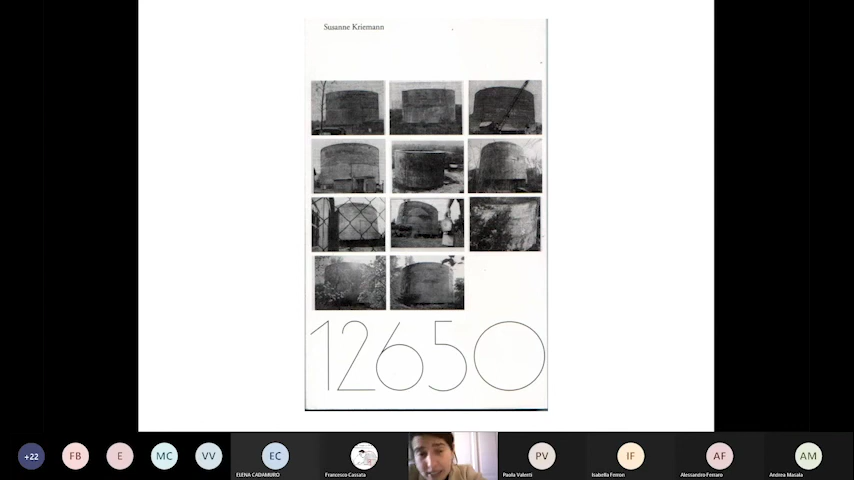 Susanne Kriemann
12650
+22
FB
E
MC
VV
EC
PV
IF
AF
AM
ELENA CADAMURO
Francesco Cassata
Paola Valenti
Isabella Ferron
Alessandro Ferraro
Andrea Masala